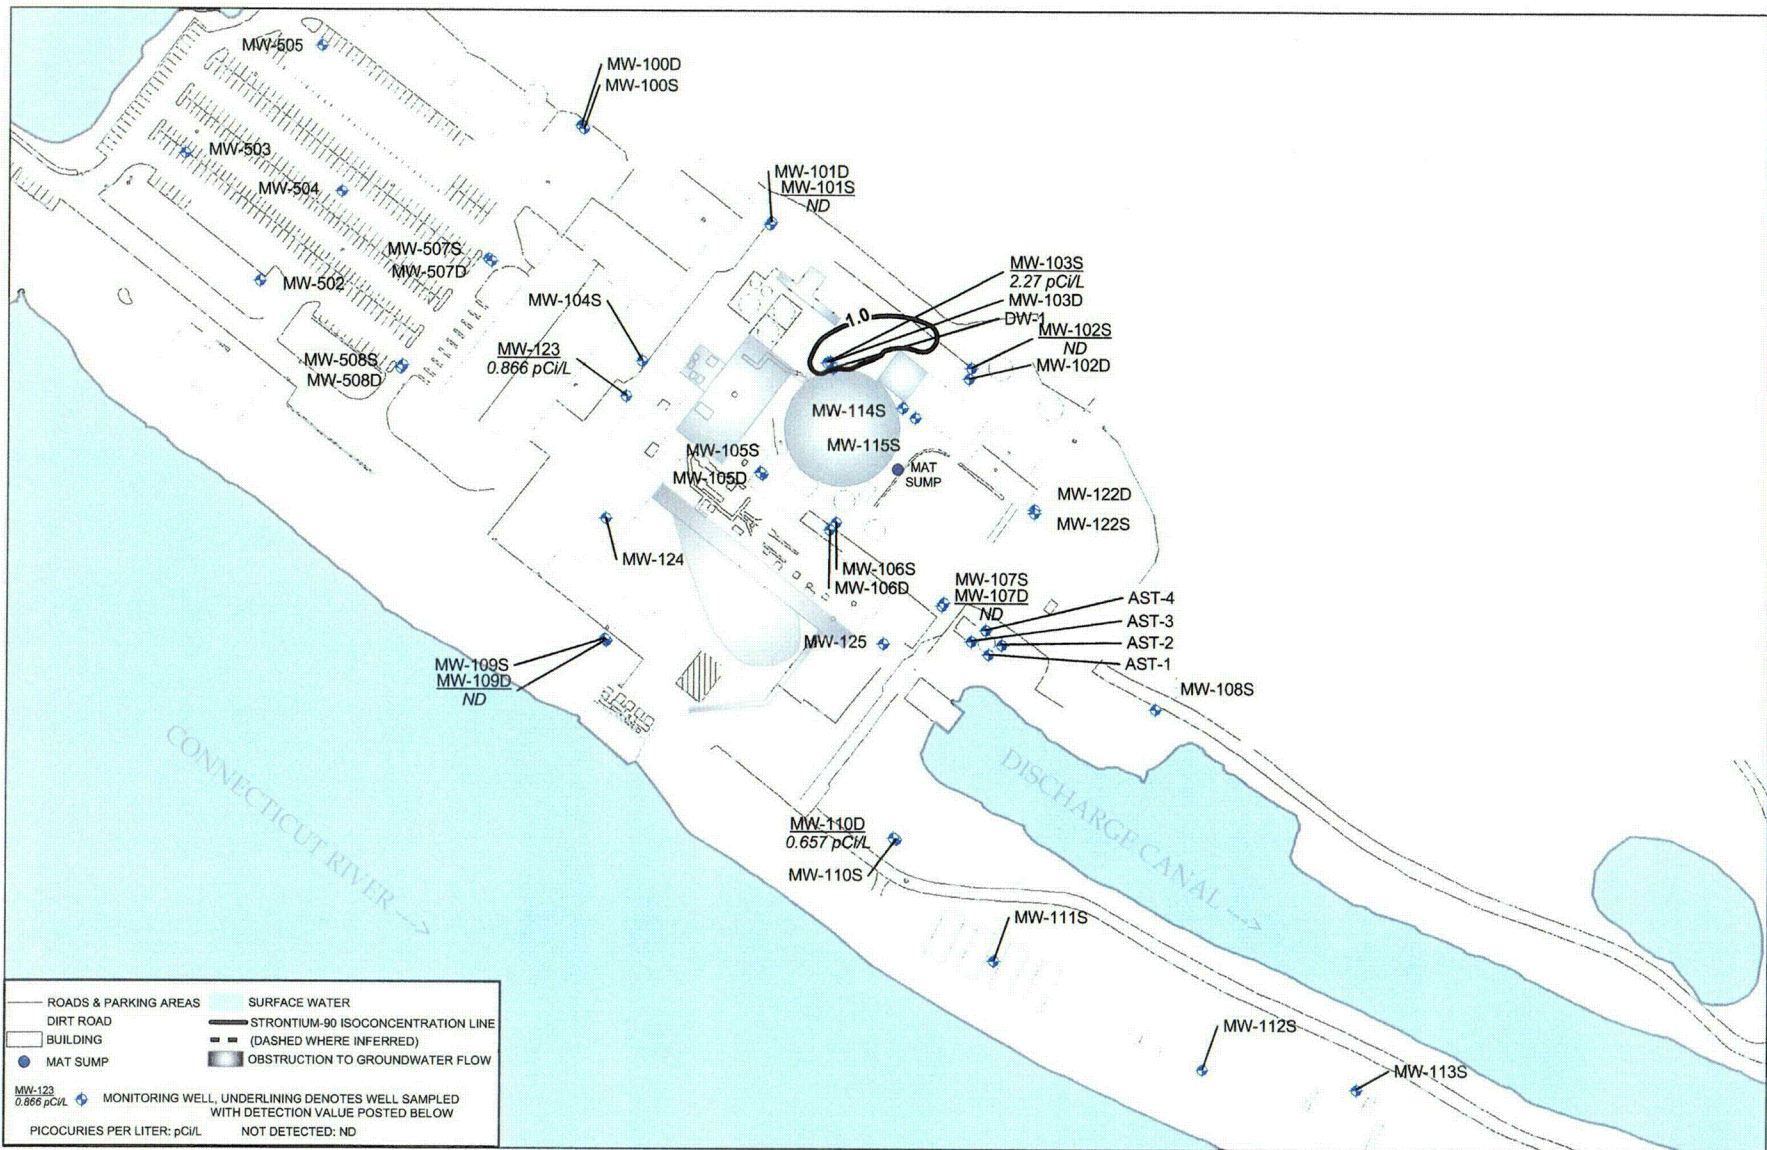 MW-505
MW-100D
MW-100S
MW-503
MW-504
MW-101D
MW-101S
ND
MW-507S
MW-507D
MW-502
MW-104S
MW-103S
2.27 pCi/L
MW-103D
DW-1
1.0
MW-102S
ND
MW-102D
MW-123
0.866 pCi/L
MW-508S
MW-508D
MW-114S
MW-115S
MW-105S
MW-105D
MAT
SUMP
MW-122D
MW-122S
MW-124
MW-106S
MW-106D
MW-107S
MW-107D
ND
AST-4
AST-3
AST-2
AST-1
MW-125
MW-109S
MW-109D
ND
MW-108S
CONNECTICUT RIVER --->
DISCHARGE CANAL --->
MW-110D
0.657 pCi/L
MW-110S
MW-111S
MW-112S
MW-113S
ROADS & PARKING AREAS
DIRT ROAD
BUILDING
MAT SUMP
SURFACE WATER
STRONTIUM-90 ISOCONCENTRATION LINE
(DASHED WHERE INFERRED)
OBSTRUCTION TO GROUNDWATER FLOW
MW-123
0.866 pCi/L
MONITORING WELL, UNDERLINING DENOTES WELL SAMPLED
WITH DETECTION VALUE POSTED BELOW
PICOCURIES PER LITER: pCi/L
NOT DETECTED: ND